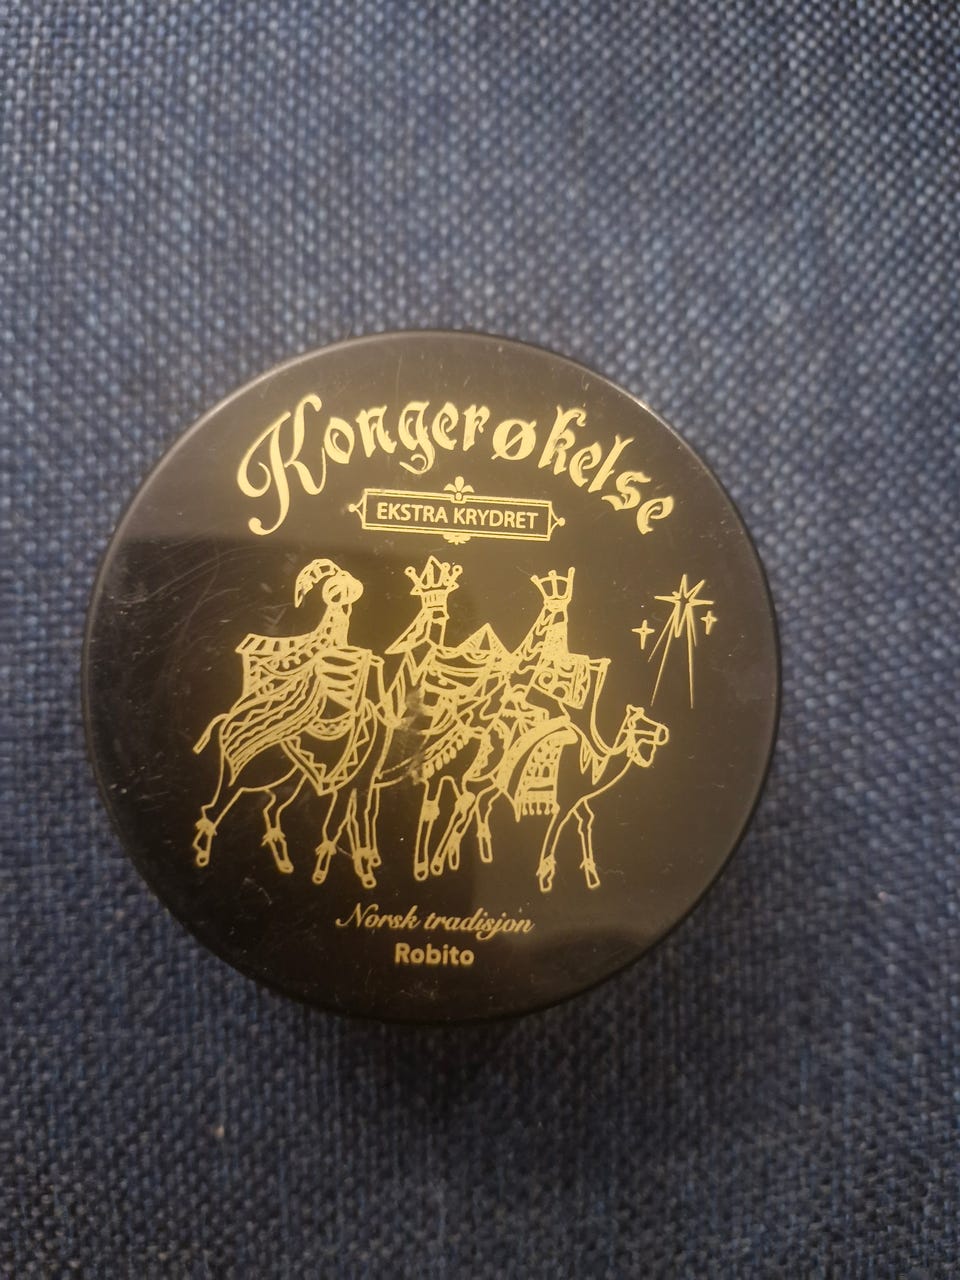 Kongerøkelse
EKSTRA KRYDRET
Norsk tradisjon
Robito